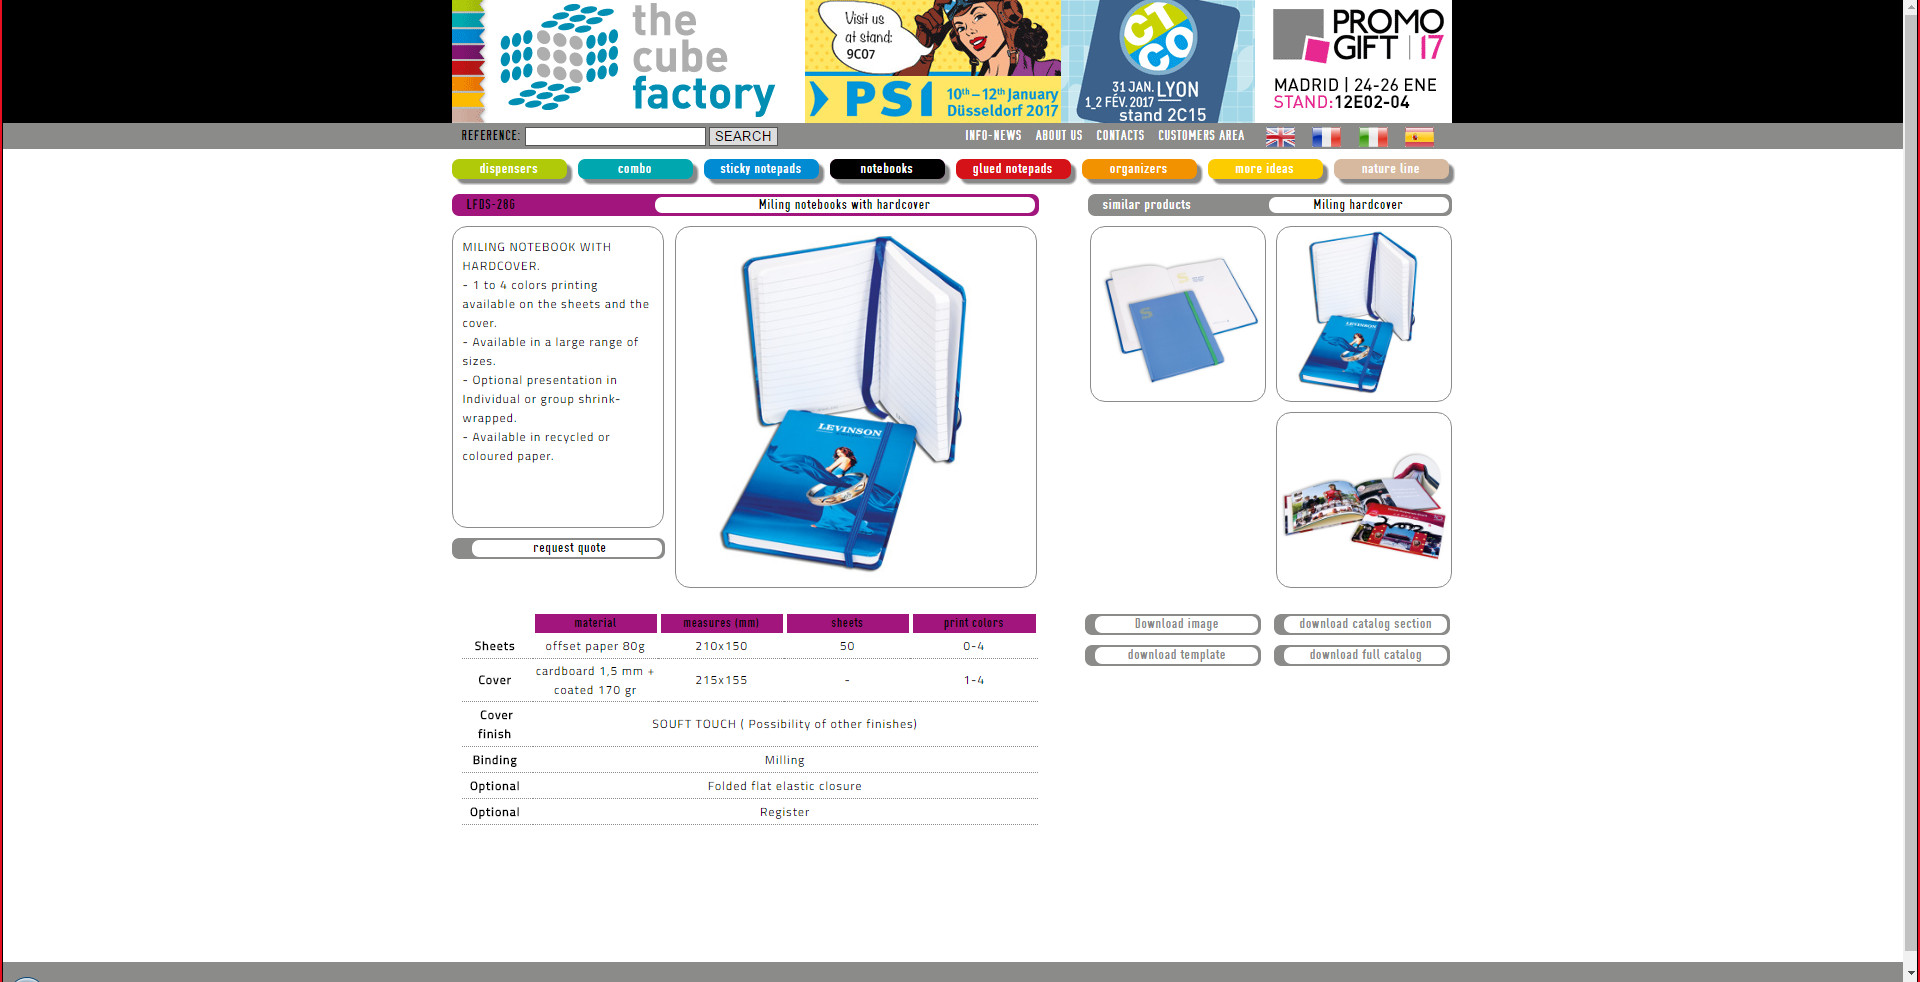 the
cube
factory
Visit us
at stand:
9C07
PSI
10th-12th January
Düsseldorf 2017
CTCO
31 JAN. LYON
1_2 FÉV. 2017
stand 2C15
PROMO
GIFT | 17
MADRID | 24-26 ENE
STAND:12E02-04
REFERENCE: SEARCH INFO-NEWS ABOUT US CONTACTS CUSTOMERS AREA
dispensers combo sticky notepads notebooks glued notepads organizers more ideas nature line
LFDS-286 Miling notebooks with hardcover similar products Miling hardcover
MILING NOTEBOOK WITH
HARDCOVER.
- 1 to 4 colors printing
available on the sheets and the
cover.
- Available in a large range of
sizes.
- Optional presentation in
Individual or group shrink-
wrapped.
- Available in recycled or
coloured paper.
LEVINSON
LEVINSON
S
S
request quote
material measures (mm) sheets print colors
Sheets offset paper 80g 210x150 50 0-4
Cover cardboard 1,5 mm + coated 170 gr 215x155 - 1-4
Cover finish SOUFT TOUCH ( Possibility of other finishes)
Binding Milling
Optional Folded flat elastic closure
Optional Register
Download image download catalog section
download template download full catalog